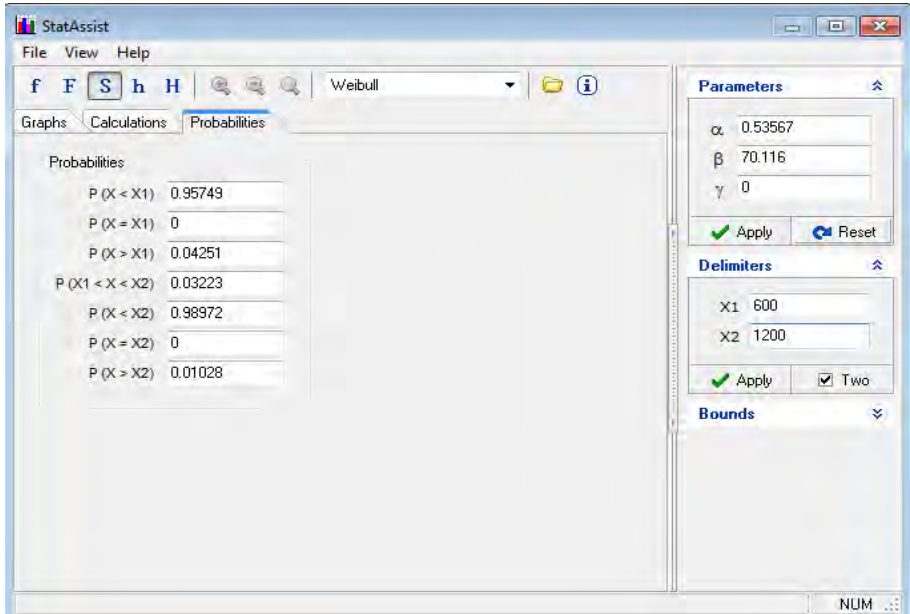 StatAssist
File View Help
f F S h H Weibull
Graphs Calculations Probabilities
Probabilities
P (X < X1) 0.95749
P (X = X1) 0
P (X > X1) 0.04251
P (X1 < X < X2) 0.03223
P (X < X2) 0.98972
P (X = X2) 0
P (X > X2) 0.01028
Parameters
α 0.53567
β 70.116
γ 0
Apply Reset
Delimiters
X1 600
X2 1200
Apply Two
Bounds
NUM